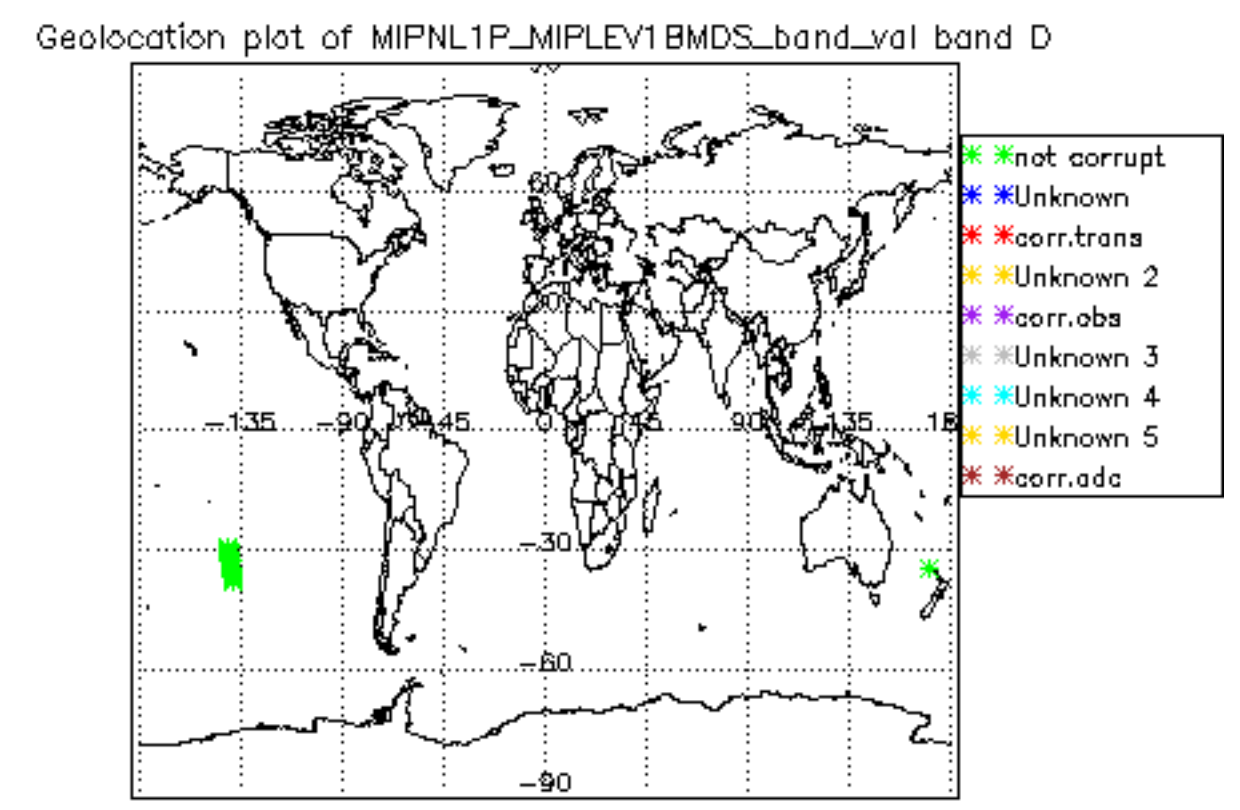 Geolocation plot of MIPNL1P_MIPLEV1BMDS_band_val band D
not corrupt
Unknown
corr.trans
Unknown 2
corr.obs
Unknown 3
Unknown 4
Unknown 5
corr.adc
60
-135 -90 -45 0 45 90 135
-30
-60
-90